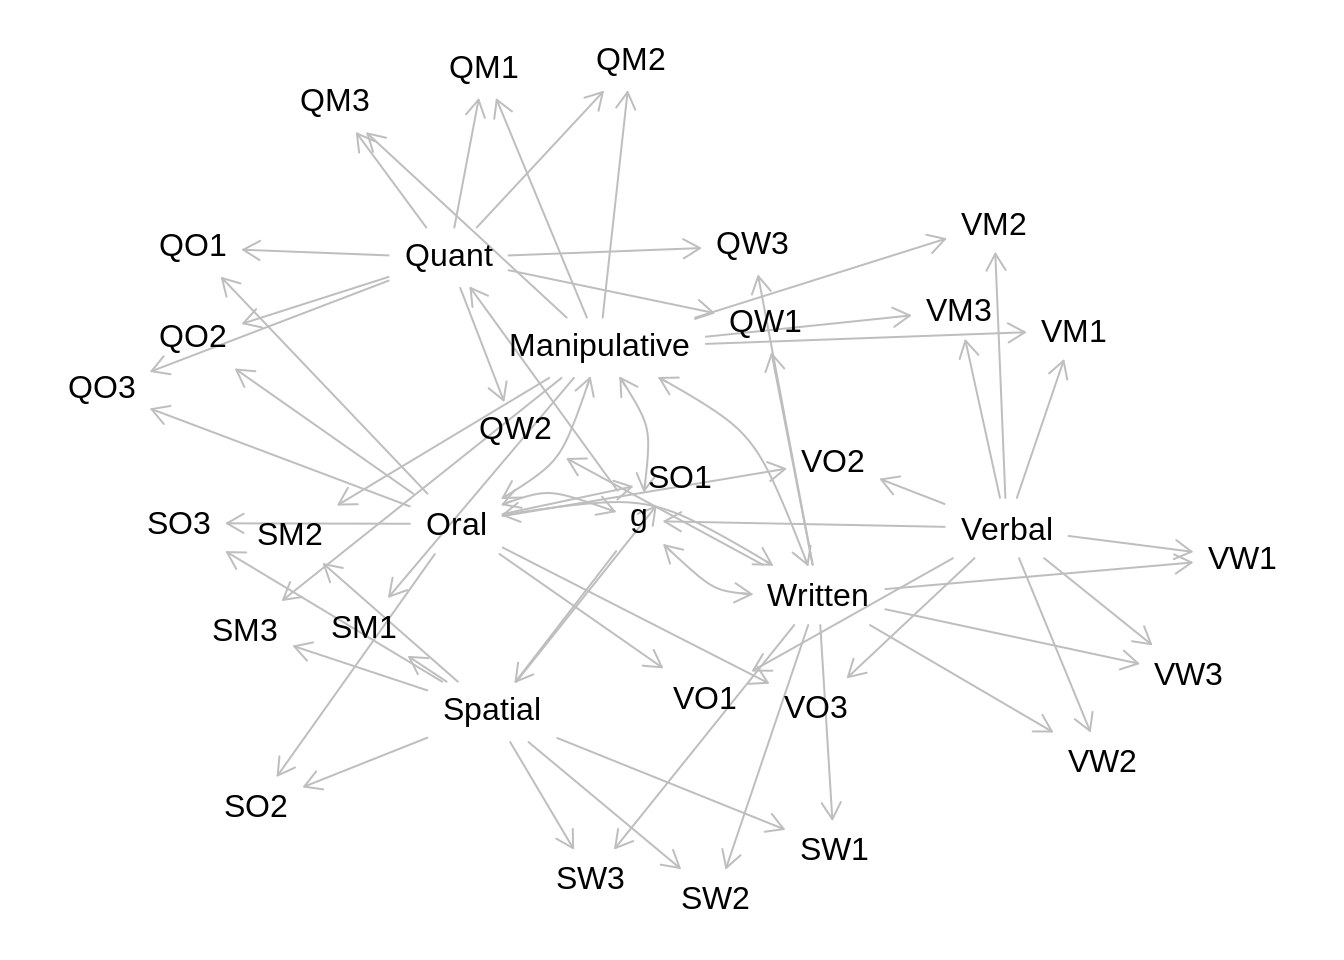 QM2
QM1
QM3
VM2
QW3
QO1
Quant
VM3
QW1
VM1
QO2
Manipulative
QO3
QW2
VO2
SO1
g
SO3
Oral
Verbal
SM2
VW1
Written
SM1
SM3
VW3
VO1
VO3
Spatial
VW2
SO2
SW1
SW3
SW2